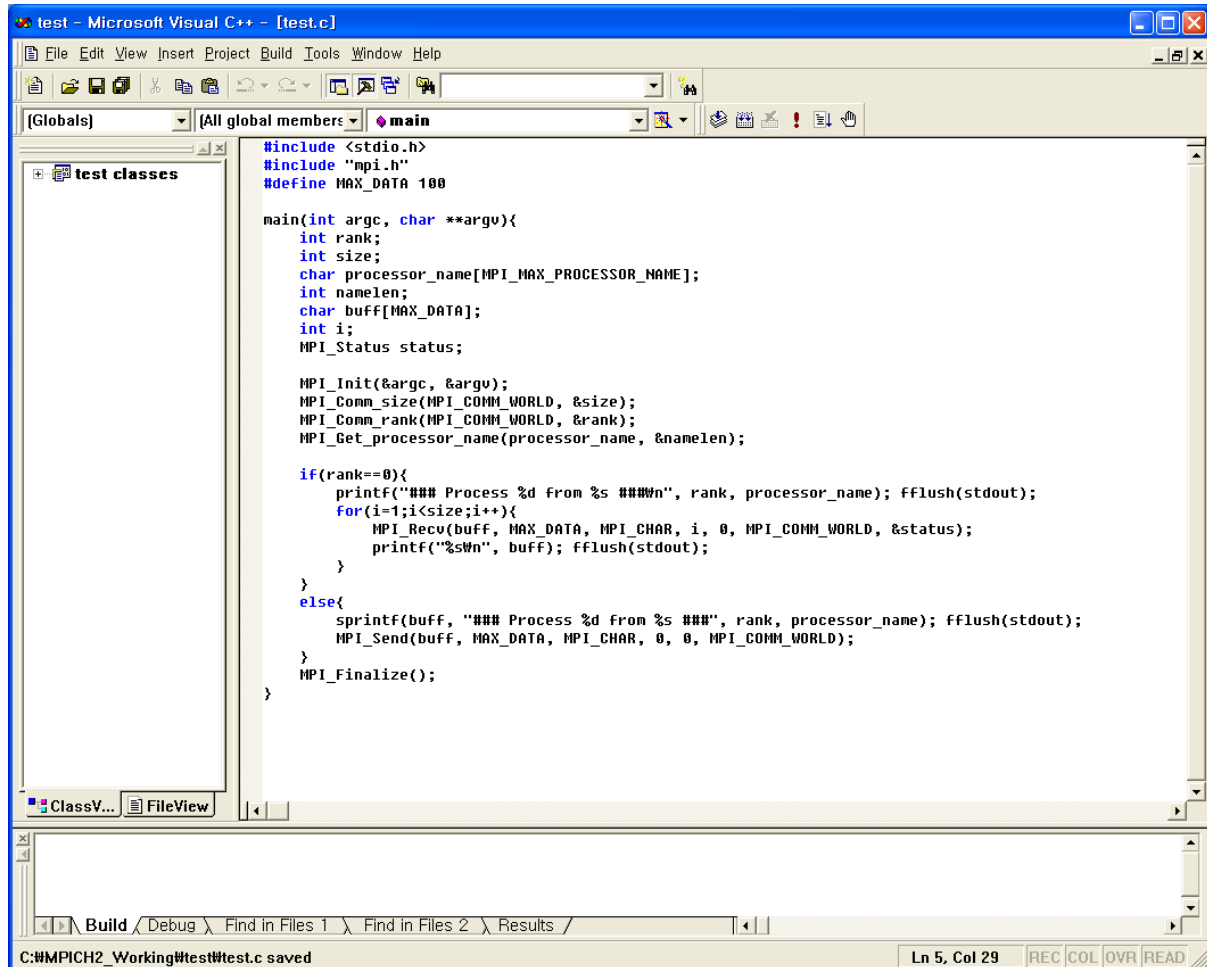 test - Microsoft Visual C++ - [test.c]
File Edit View Insert Project Build Tools Window Help
(Globals) (All global members main
test classes
#include <stdio.h>
#include "mpi.h"
#define MAX_DATA 100
main(int argc, char **argv){
int rank;
int size;
char processor_name[MPI_MAX_PROCESSOR_NAME];
int namelen;
char buff[MAX_DATA];
int i;
MPI_Status status;
MPI_Init(&argc, &argv);
MPI_Comm_size(MPI_COMM_WORLD, &size);
MPI_Comm_rank(MPI_COMM_WORLD, &rank);
MPI_Get_processor_name(processor_name, &namelen);
if(rank==0){
printf("### Process %d from %s ###₩n", rank, processor_name); fflush(stdout);
for(i=1;i<size;i++){
MPI_Recv(buff, MAX_DATA, MPI_CHAR, i, 0, MPI_COMM_WORLD, &status);
printf("%s₩n", buff); fflush(stdout);
}
}
else{
sprintf(buff, "### Process %d from %s ###", rank, processor_name); fflush(stdout);
MPI_Send(buff, MAX_DATA, MPI_CHAR, 0, 0, MPI_COMM_WORLD);
}
MPI_Finalize();
}
ClassV... FileView
Build Debug Find in Files 1 Find in Files 2 Results
C:₩MPICH2_Working₩test₩test.c saved Ln 5, Col 29 REC COL OVR READ